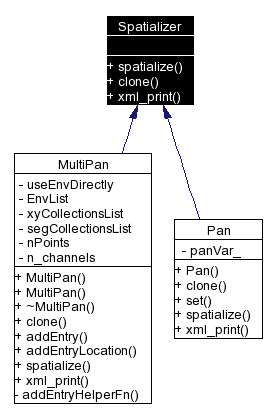 Spatializer
+ spatialize()
+ clone()
+ xml_print()
MultiPan
- useEnvDirectly
- EnvList
- xyCollectionsList
- segCollectionsList
- nPoints
- n_channels
+ MultiPan()
+ MultiPan()
+ ~MultiPan()
+ clone()
+ addEntry()
+ addEntryLocation()
+ spatialize()
+ xml_print()
- addEntryHelperFn()
Pan
- panVar_
+ Pan()
+ clone()
+ set()
+ spatialize()
+ xml_print()